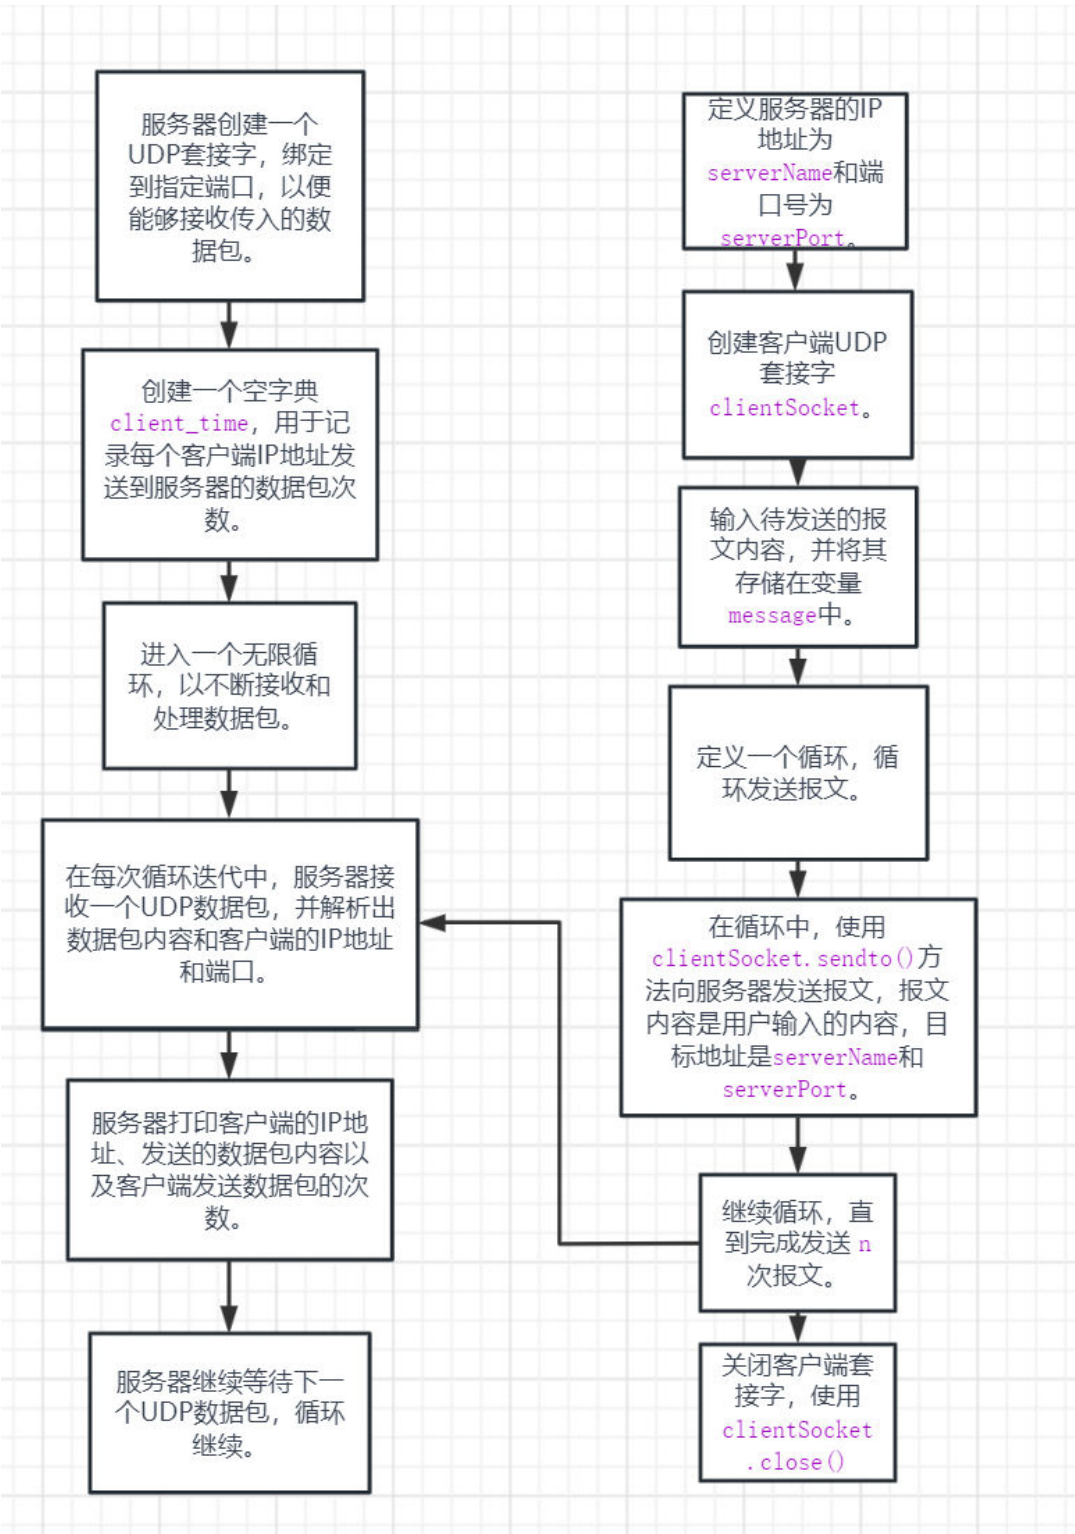 服务器创建一个
UDP套接字，绑定
到指定端口，以便
能够接收传入的数
据包。
创建一个空字典
client_time，用于记
录每个客户端IP地址发
送到服务器的数据包次
数。
进入一个无限循
环，以不断接收和
处理数据包。
在每次循环迭代中，服务器接
收一个UDP数据包，并解析出
数据包内容和客户端的IP地址
和端口。
服务器打印客户端的IP地
址、发送的数据包内容以
及客户端发送数据包的次
数。
服务器继续等待下一
个UDP数据包，循环
继续。
定义服务器的IP
地址为
serverName和端
口号为
serverPort。
创建客户端UDP
套接字
clientSocket。
输入待发送的报
文内容，并将其
存储在变量
message中。
定义一个循环，循
环发送报文。
在循环中，使用
clientSocket.sendto()方
法向服务器发送报文，报文
内容是用户输入的内容，目
标地址是serverName和
serverPort。
继续循环，直
到完成发送 n
次报文。
关闭客户端套
接字，使用
clientSocket
.close()